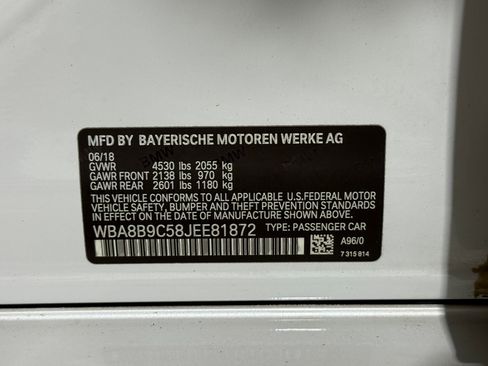 MFD BY BAYERISCHE MOTOREN WERKE AG
06/18
GVWR 4530 lbs 2055 kg
GAWR FRONT 2138 lbs 970 kg
GAWR REAR 2601 lbs 1180 kg
THIS VEHICLE CONFORMS TO ALL APPLICABLE U.S. FEDERAL MOTOR
VEHICLE SAFETY, BUMPER AND THEFT PREVENTION STANDARDS IN
EFFECT ON THE DATE OF MANUFACTURE SHOWN ABOVE.
WBA8B9C58JEE81872 TYPE: PASSENGER CAR
A96/0
7 315 814